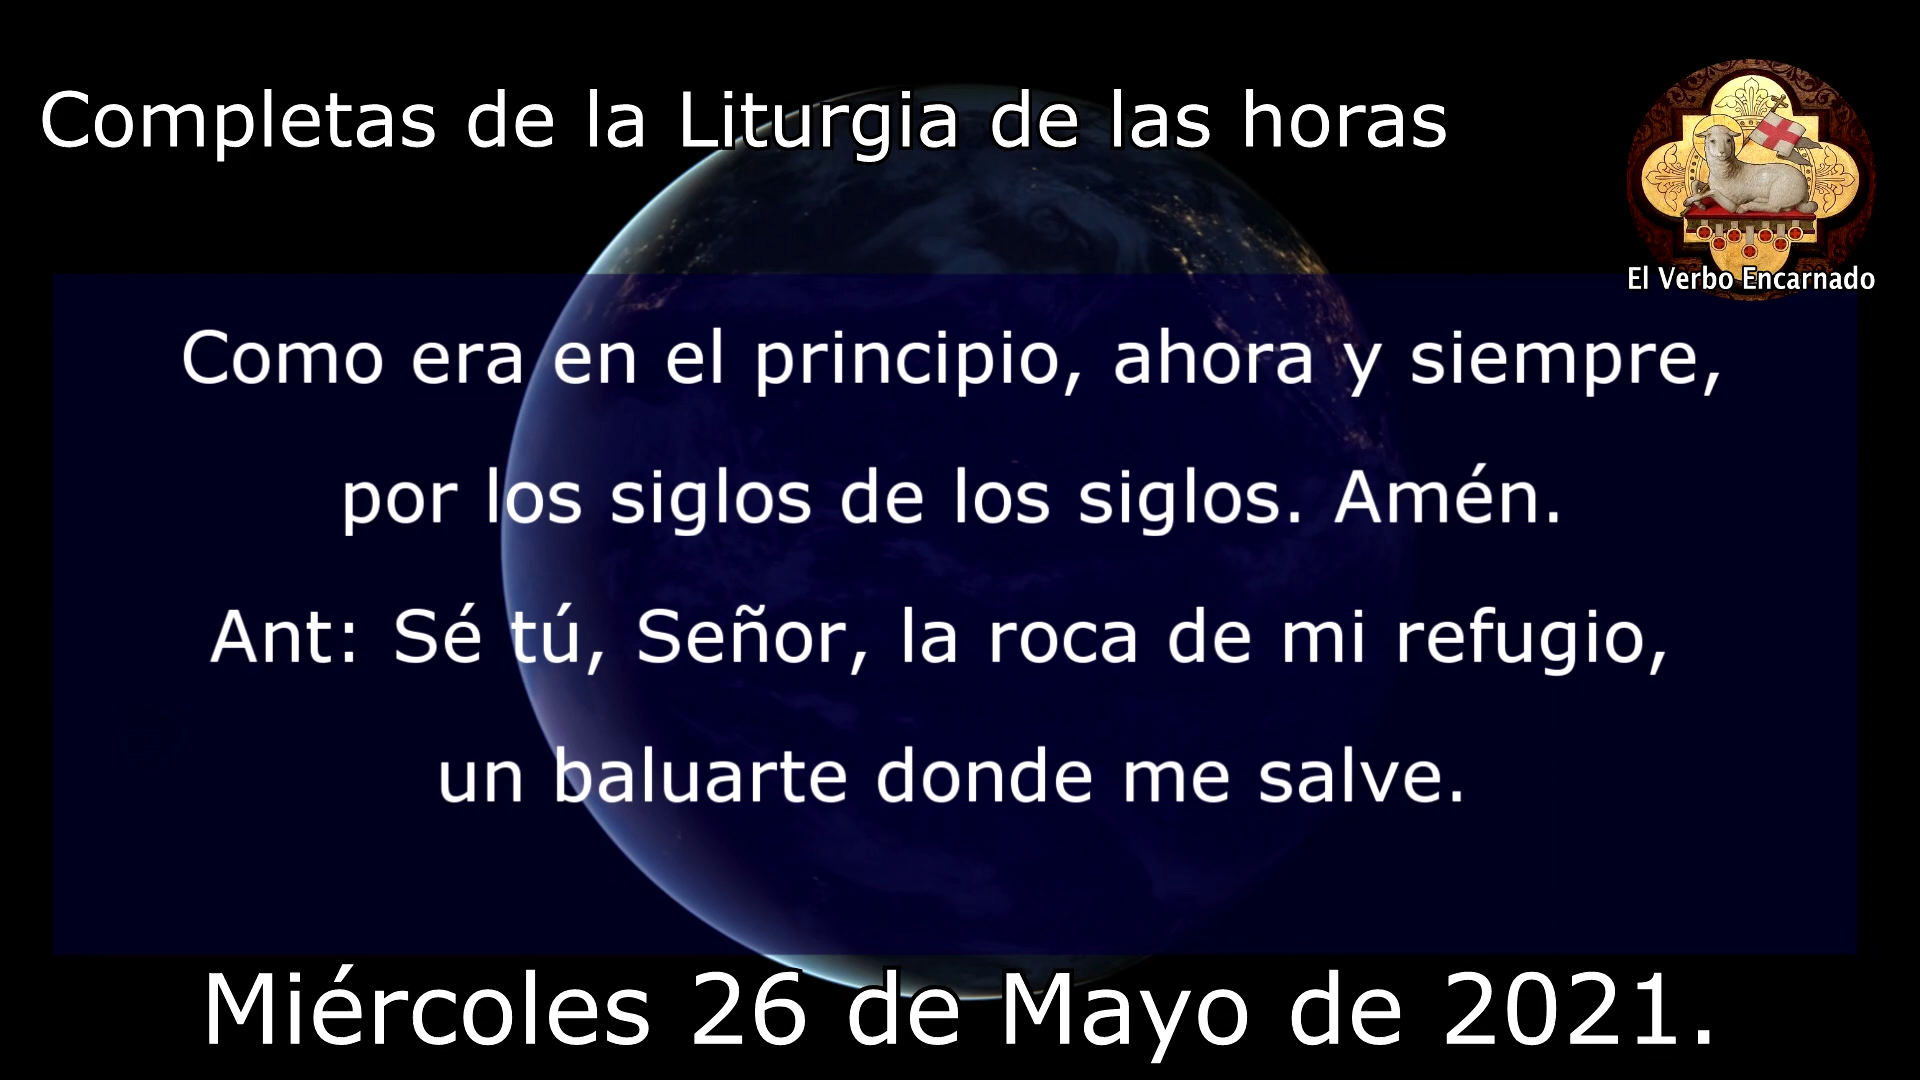 Completas de la Liturgia de las horas
El Verbo Encarnado
Como era en el principio, ahora y siempre,
por los siglos de los siglos. Amén.
Ant: Sé tú, Señor, la roca de mi refugio,
un baluarte donde me salve.
Miércoles 26 de Mayo de 2021.